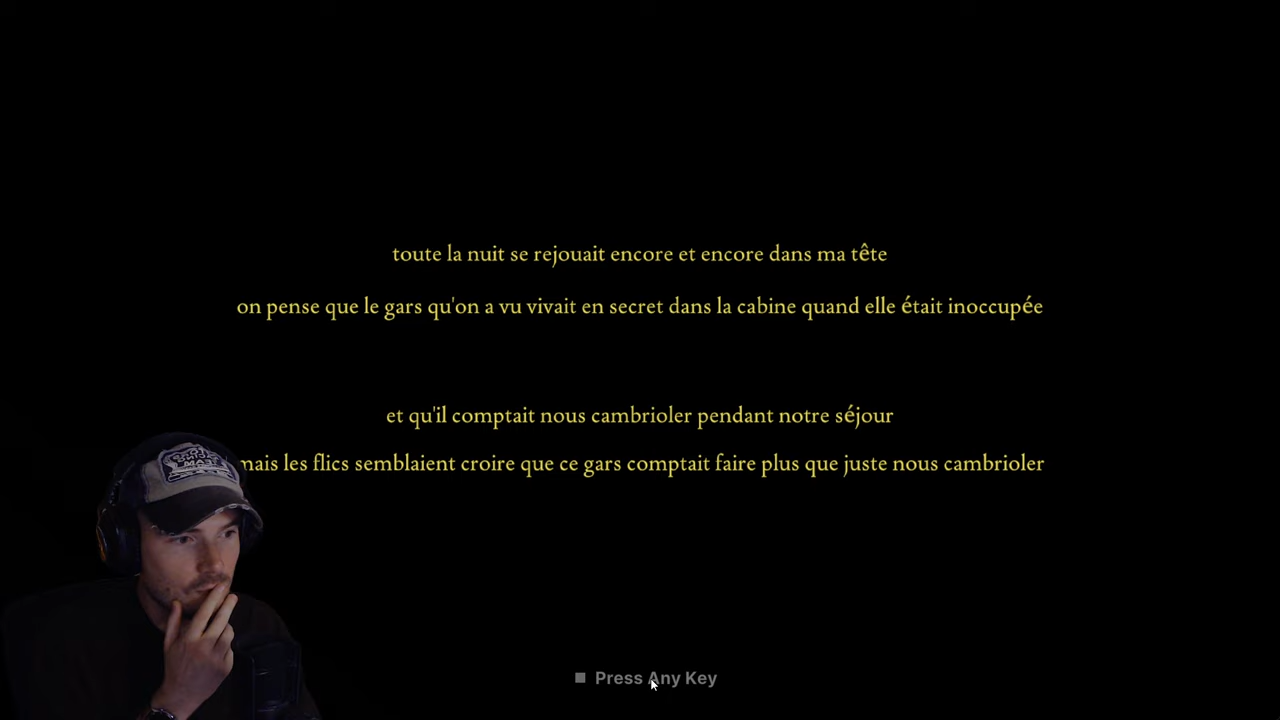 toute la nuit se rejouait encore et encore dans ma tête
on pense que le gars qu'on a vu vivait en secret dans la cabine quand elle était inoccupée
et qu'il comptait nous cambrioler pendant notre séjour
mais les flics semblaient croire que ce gars comptait faire plus que juste nous cambrioler
Press Any Key